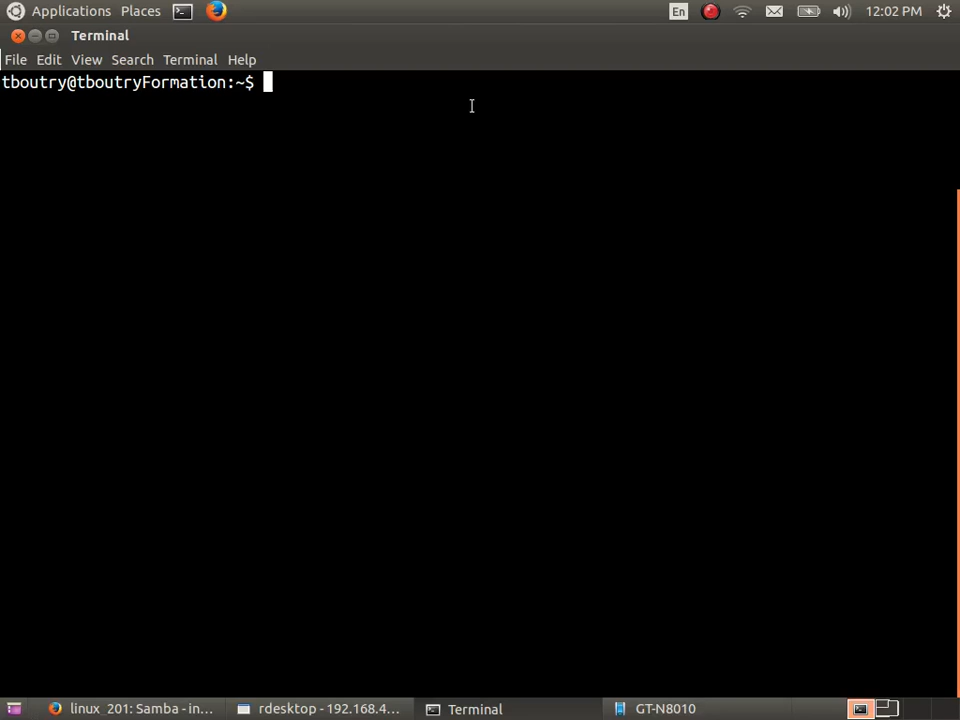 Applications Places En 12:02 PM
Terminal
File Edit View Search Terminal Help
tboutry@tboutryFormation:~$
linux_201: Samba - in... rdesktop - 192.168.4... Terminal GT-N8010